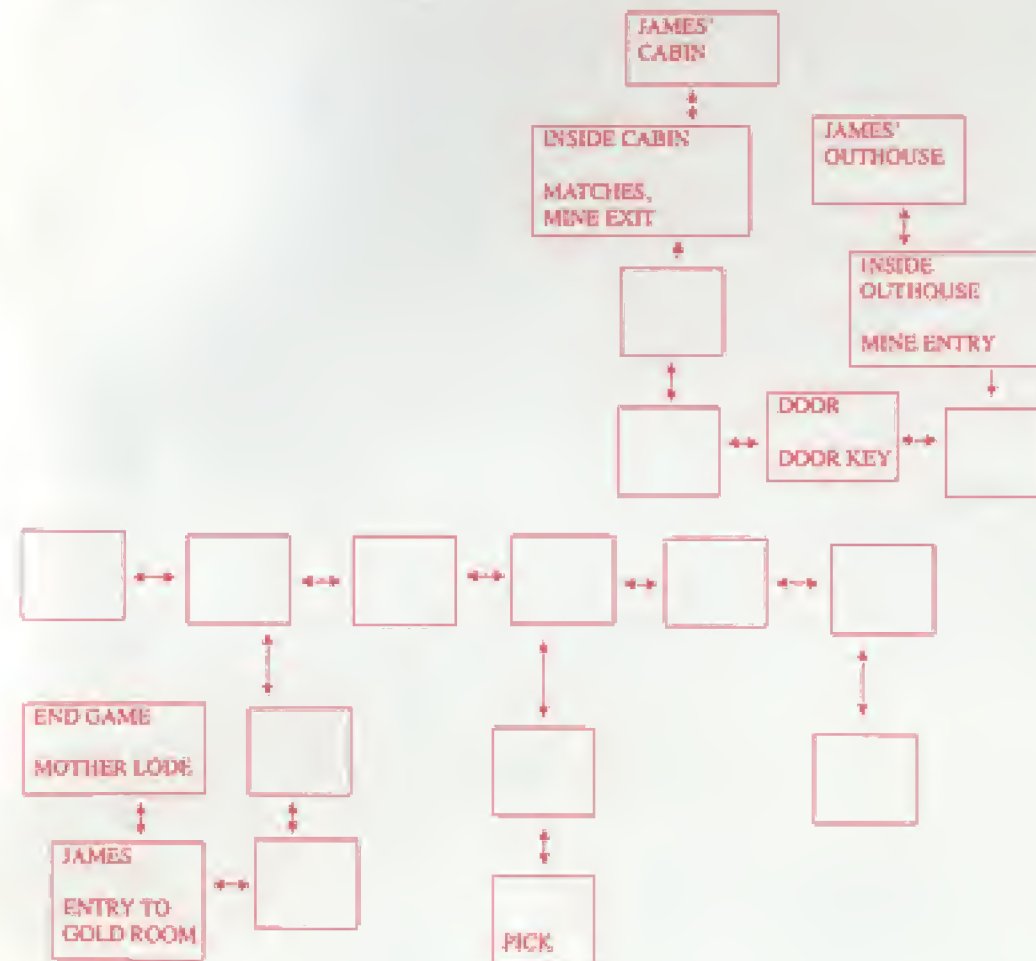 JAMES'
CABIN
INSIDE CABIN
MATCHES,
MINE EXIT
JAMES'
OUTHOUSE
INSIDE
OUTHOUSE
MINE ENTRY
DOOR
DOOR KEY
END GAME
MOTHER LODE
JAMES
ENTRY TO
GOLD ROOM
PICK